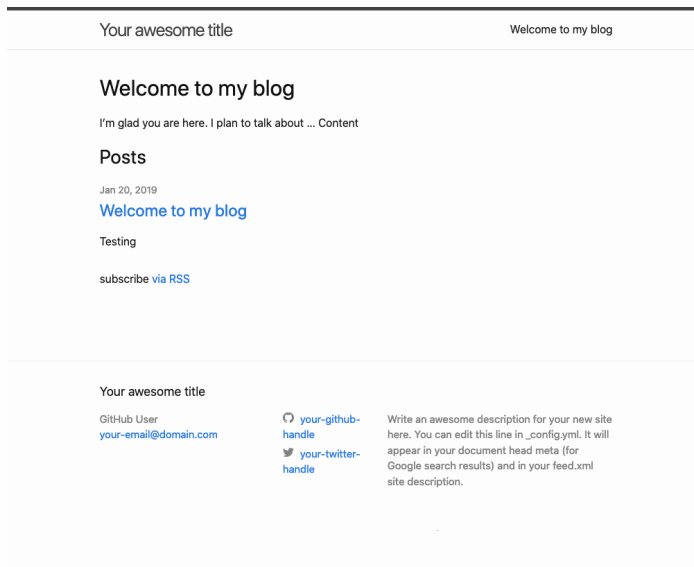 Your awesome title
Welcome to my blog
Welcome to my blog
I'm glad you are here. I plan to talk about ... Content
Posts
Jan 20, 2019
Welcome to my blog
Testing
subscribe via RSS
Your awesome title
GitHub User
your-email@domain.com
your-github-
handle
your-twitter-
handle
Write an awesome description for your new site
here. You can edit this line in _config.yml. It will
appear in your document head meta (for
Google search results) and in your feed.xml
site description.